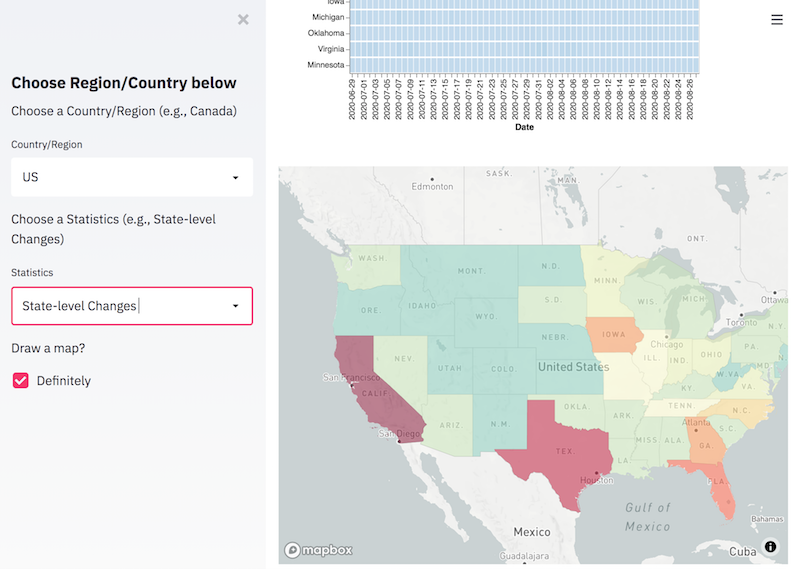 ×
Choose Region/Country below
Choose a Country/Region (e.g., Canada)
Country/Region
US
Choose a Statistics (e.g., State-level
Changes)
Statistics
State-level Changes
Draw a map?
Definitely
Iowa
Michigan
Oklahoma
Virginia
Minnesota
2020-06-29
2020-07-01
2020-07-03
2020-07-05
2020-07-07
2020-07-09
2020-07-11
2020-07-13
2020-07-15
2020-07-17
2020-07-19
2020-07-21
2020-07-23
2020-07-25
2020-07-27
2020-07-29
2020-07-31
2020-08-02
2020-08-04
2020-08-06
2020-08-08
2020-08-10
2020-08-12
2020-08-14
2020-08-16
2020-08-18
2020-08-20
2020-08-22
2020-08-24
2020-08-26
Date
SASK.
MAN.
Edmonton
ONT.
WASH.
MONT.
N.D.
MINN.
Ottawa
ORE.
IDAHO
S.D.
WIS.
MICH.
Toronto
WYO.
N.Y.
IOWA
Chicago
NEBR.
PA.
NEV.
UTAH
COLO.
United States
ILL.
IND.
OHIO
MD.
W.VA.
N.J.
San Francisco
CALIF.
KY.
San Diego
ARIZ.
N.M.
OKLA.
ARK.
TENN.
N.C.
Atlanta
S.C.
MISS.
ALA.
GA.
TEX.
LA.
Houston
FLA.
Gulf of
Mexico
Bahamas
Mexico
Cuba
Guadalajara
mapbox